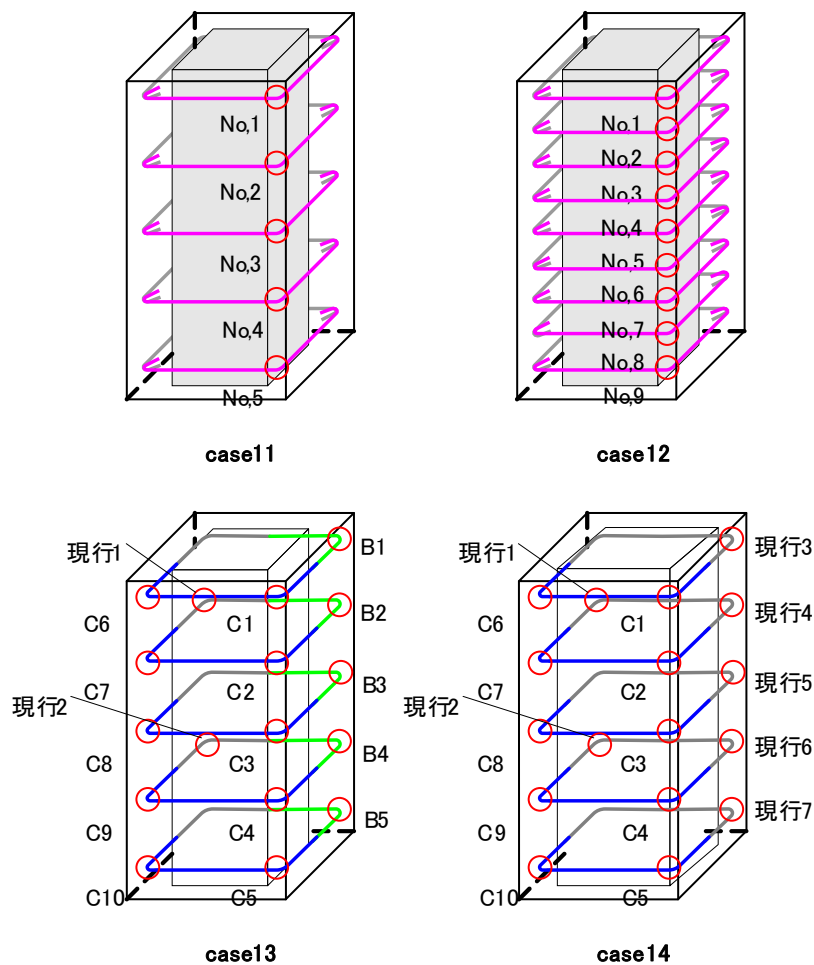 No,1
No,2
No,3
No,4
No,5
case11
No,1
No,2
No,3
No,4
No,5
No,6
No,7
No,8
No,9
case12
現行1
B1
C6
C1
B2
C7
C2
B3
現行2
C8
C3
B4
C9
C4
B5
C10
C5
case13
現行1
現行3
C6
C1
現行4
C7
C2
現行5
現行2
C8
C3
現行6
C9
C4
現行7
C10
C5
case14